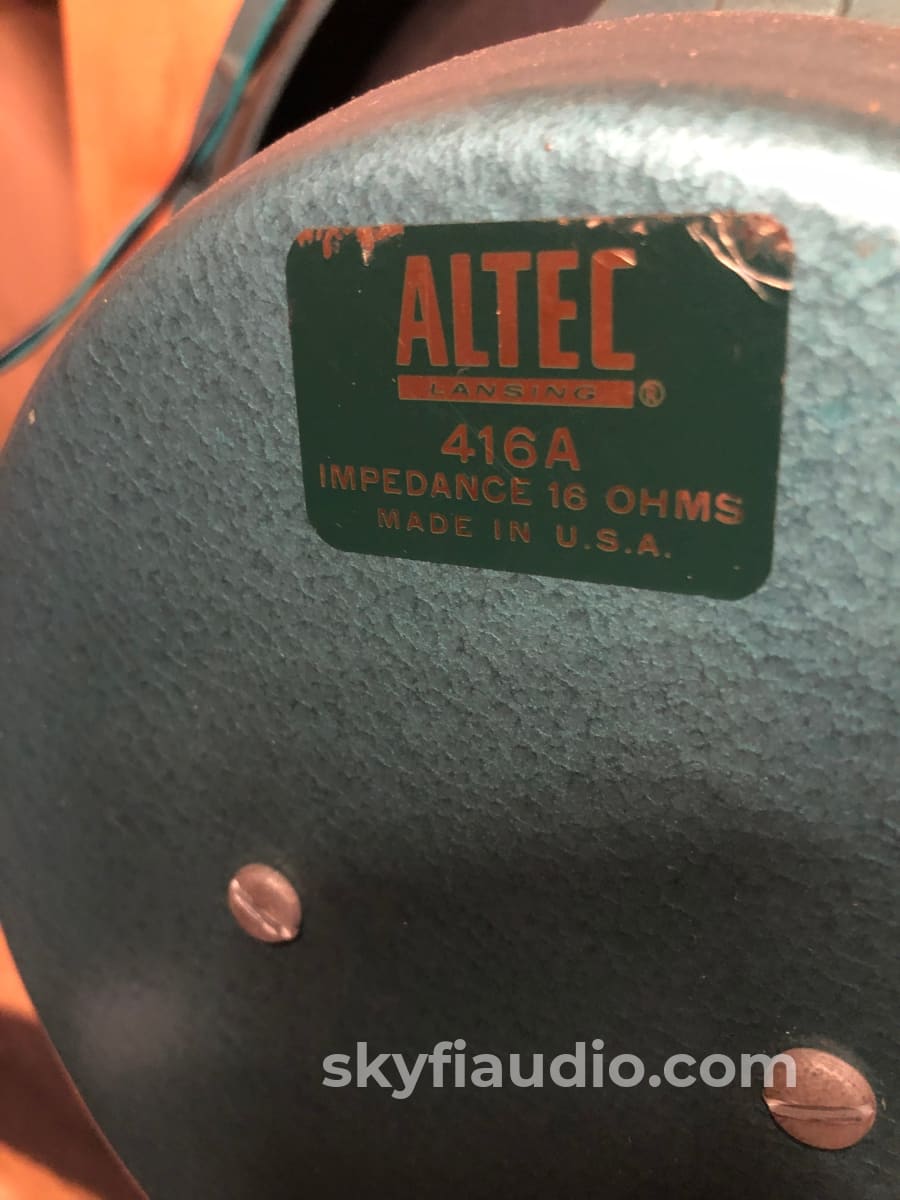 ALTEC
LANSING ®
416A
IMPEDANCE 16 OHMS
MADE IN U.S.A.
skyfiaudio.com